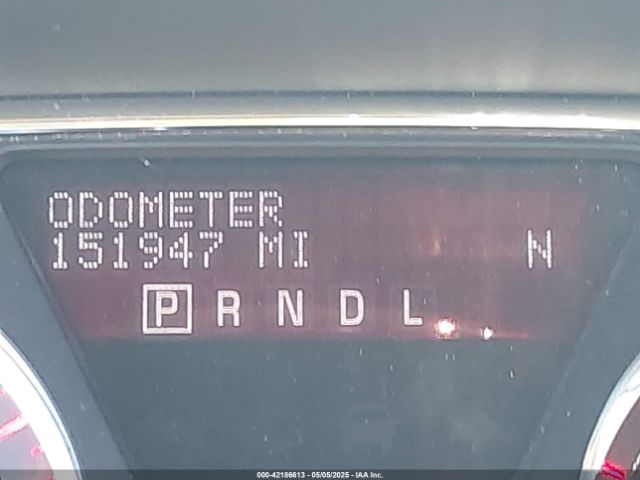 ODOMETER
151947 MI N
P R N D L
000-42186613 - 05/05/2025 - IAA Inc.